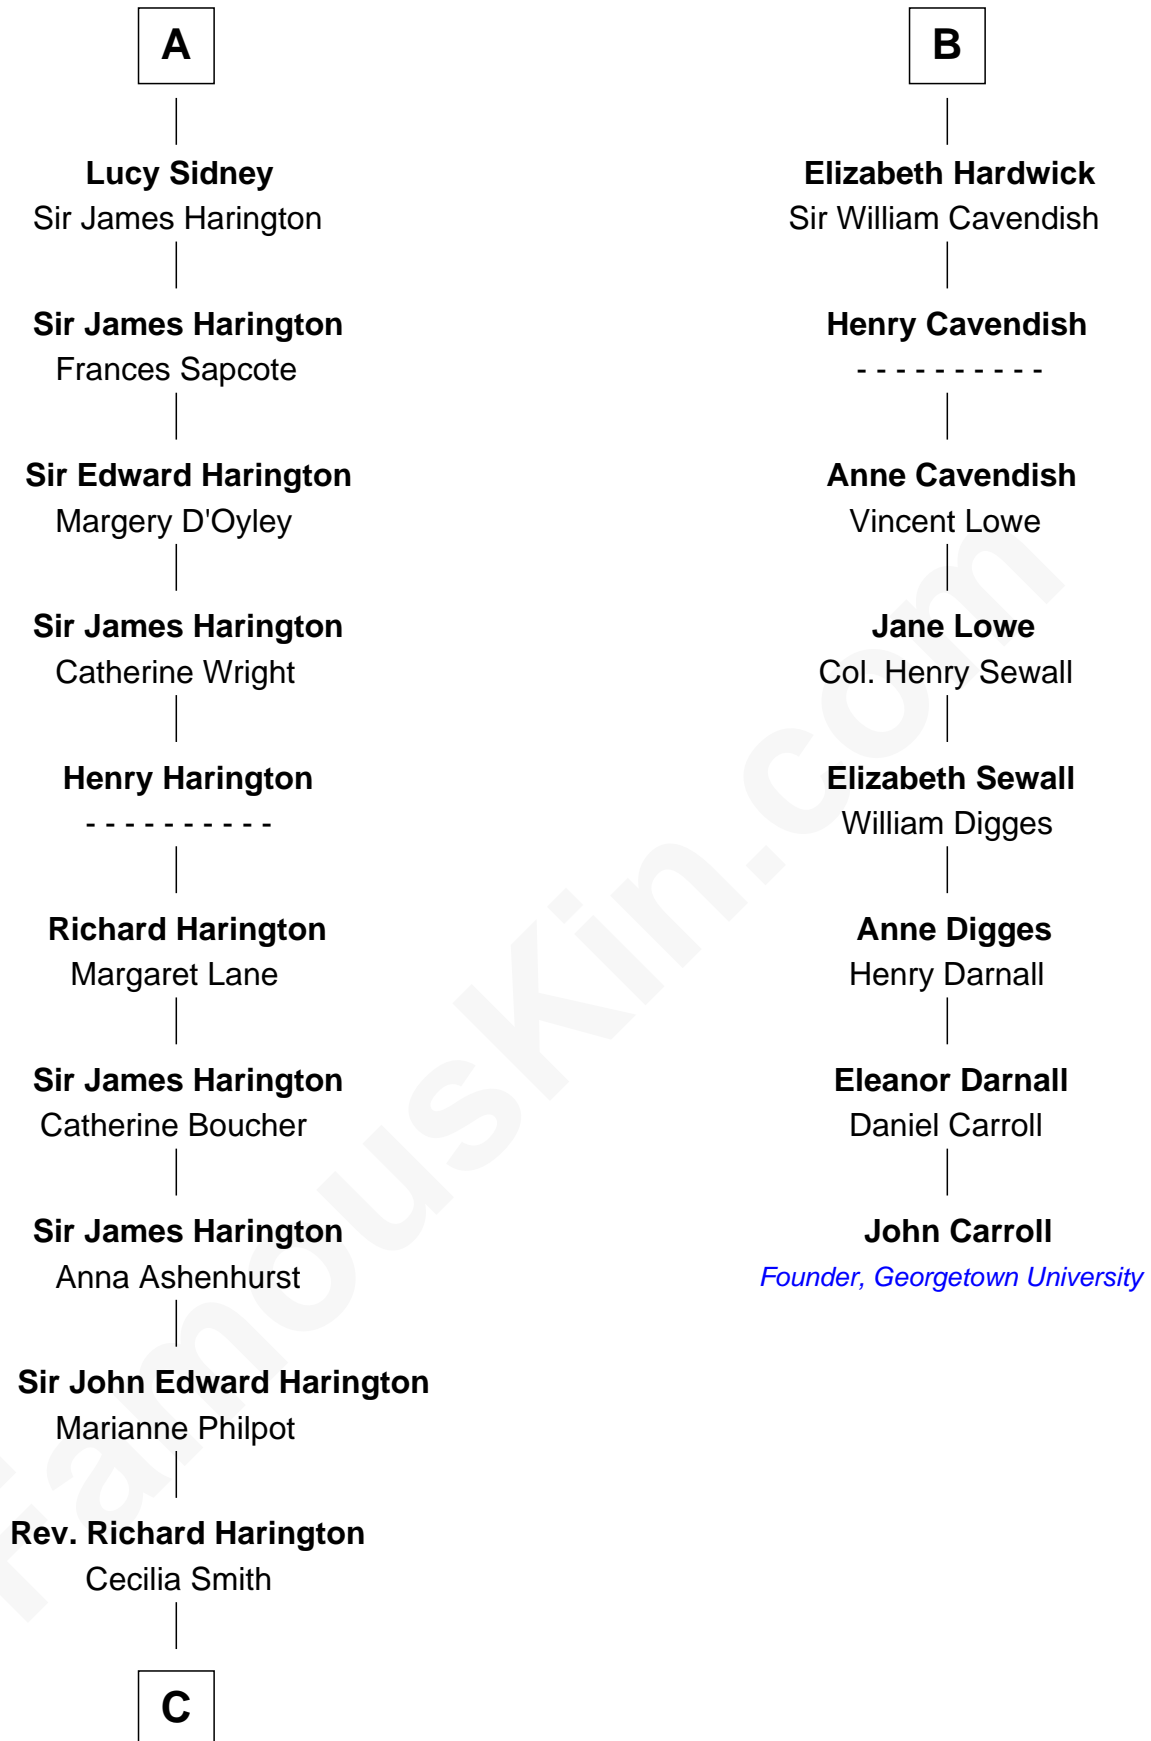 A
Lucy Sidney
Sir James Harington
Sir James Harington
Frances Sapcote
Sir Edward Harington
Margery D'Oyley
Sir James Harington
Catherine Wright
Henry Harington
- - - - - - - - - -
Richard Harington
Margaret Lane
Sir James Harington
Catherine Boucher
Sir James Harington
Anna Ashenhurst
Sir John Edward Harington
Marianne Philpot
Rev. Richard Harington
Cecilia Smith
C
B
Elizabeth Hardwick
Sir William Cavendish
Henry Cavendish
- - - - - - - - - -
Anne Cavendish
Vincent Lowe
Jane Lowe
Col. Henry Sewall
Elizabeth Sewall
William Digges
Anne Digges
Henry Darnall
Eleanor Darnall
Daniel Carroll
John Carroll
Founder, Georgetown University
FamousKin.com